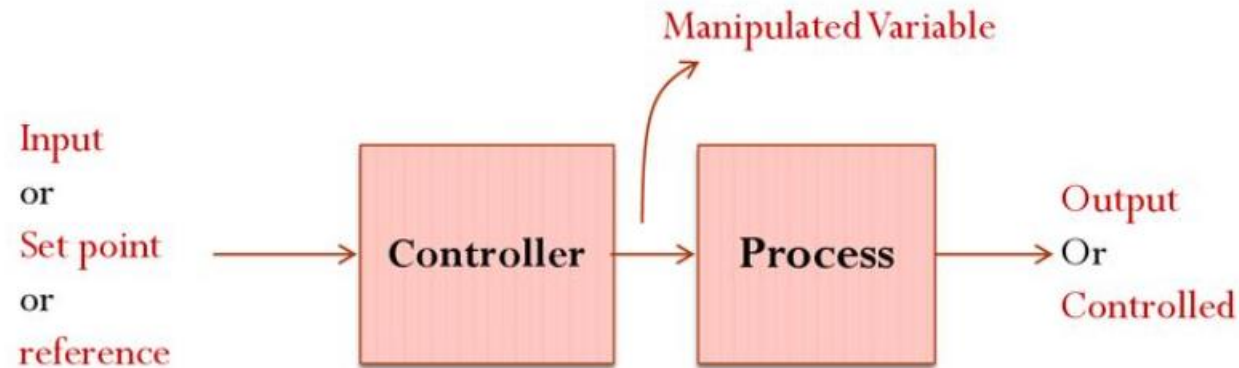 Manipulated Variable
Input
or
Set point
or
reference
Controller
Process
Output
Or
Controlled